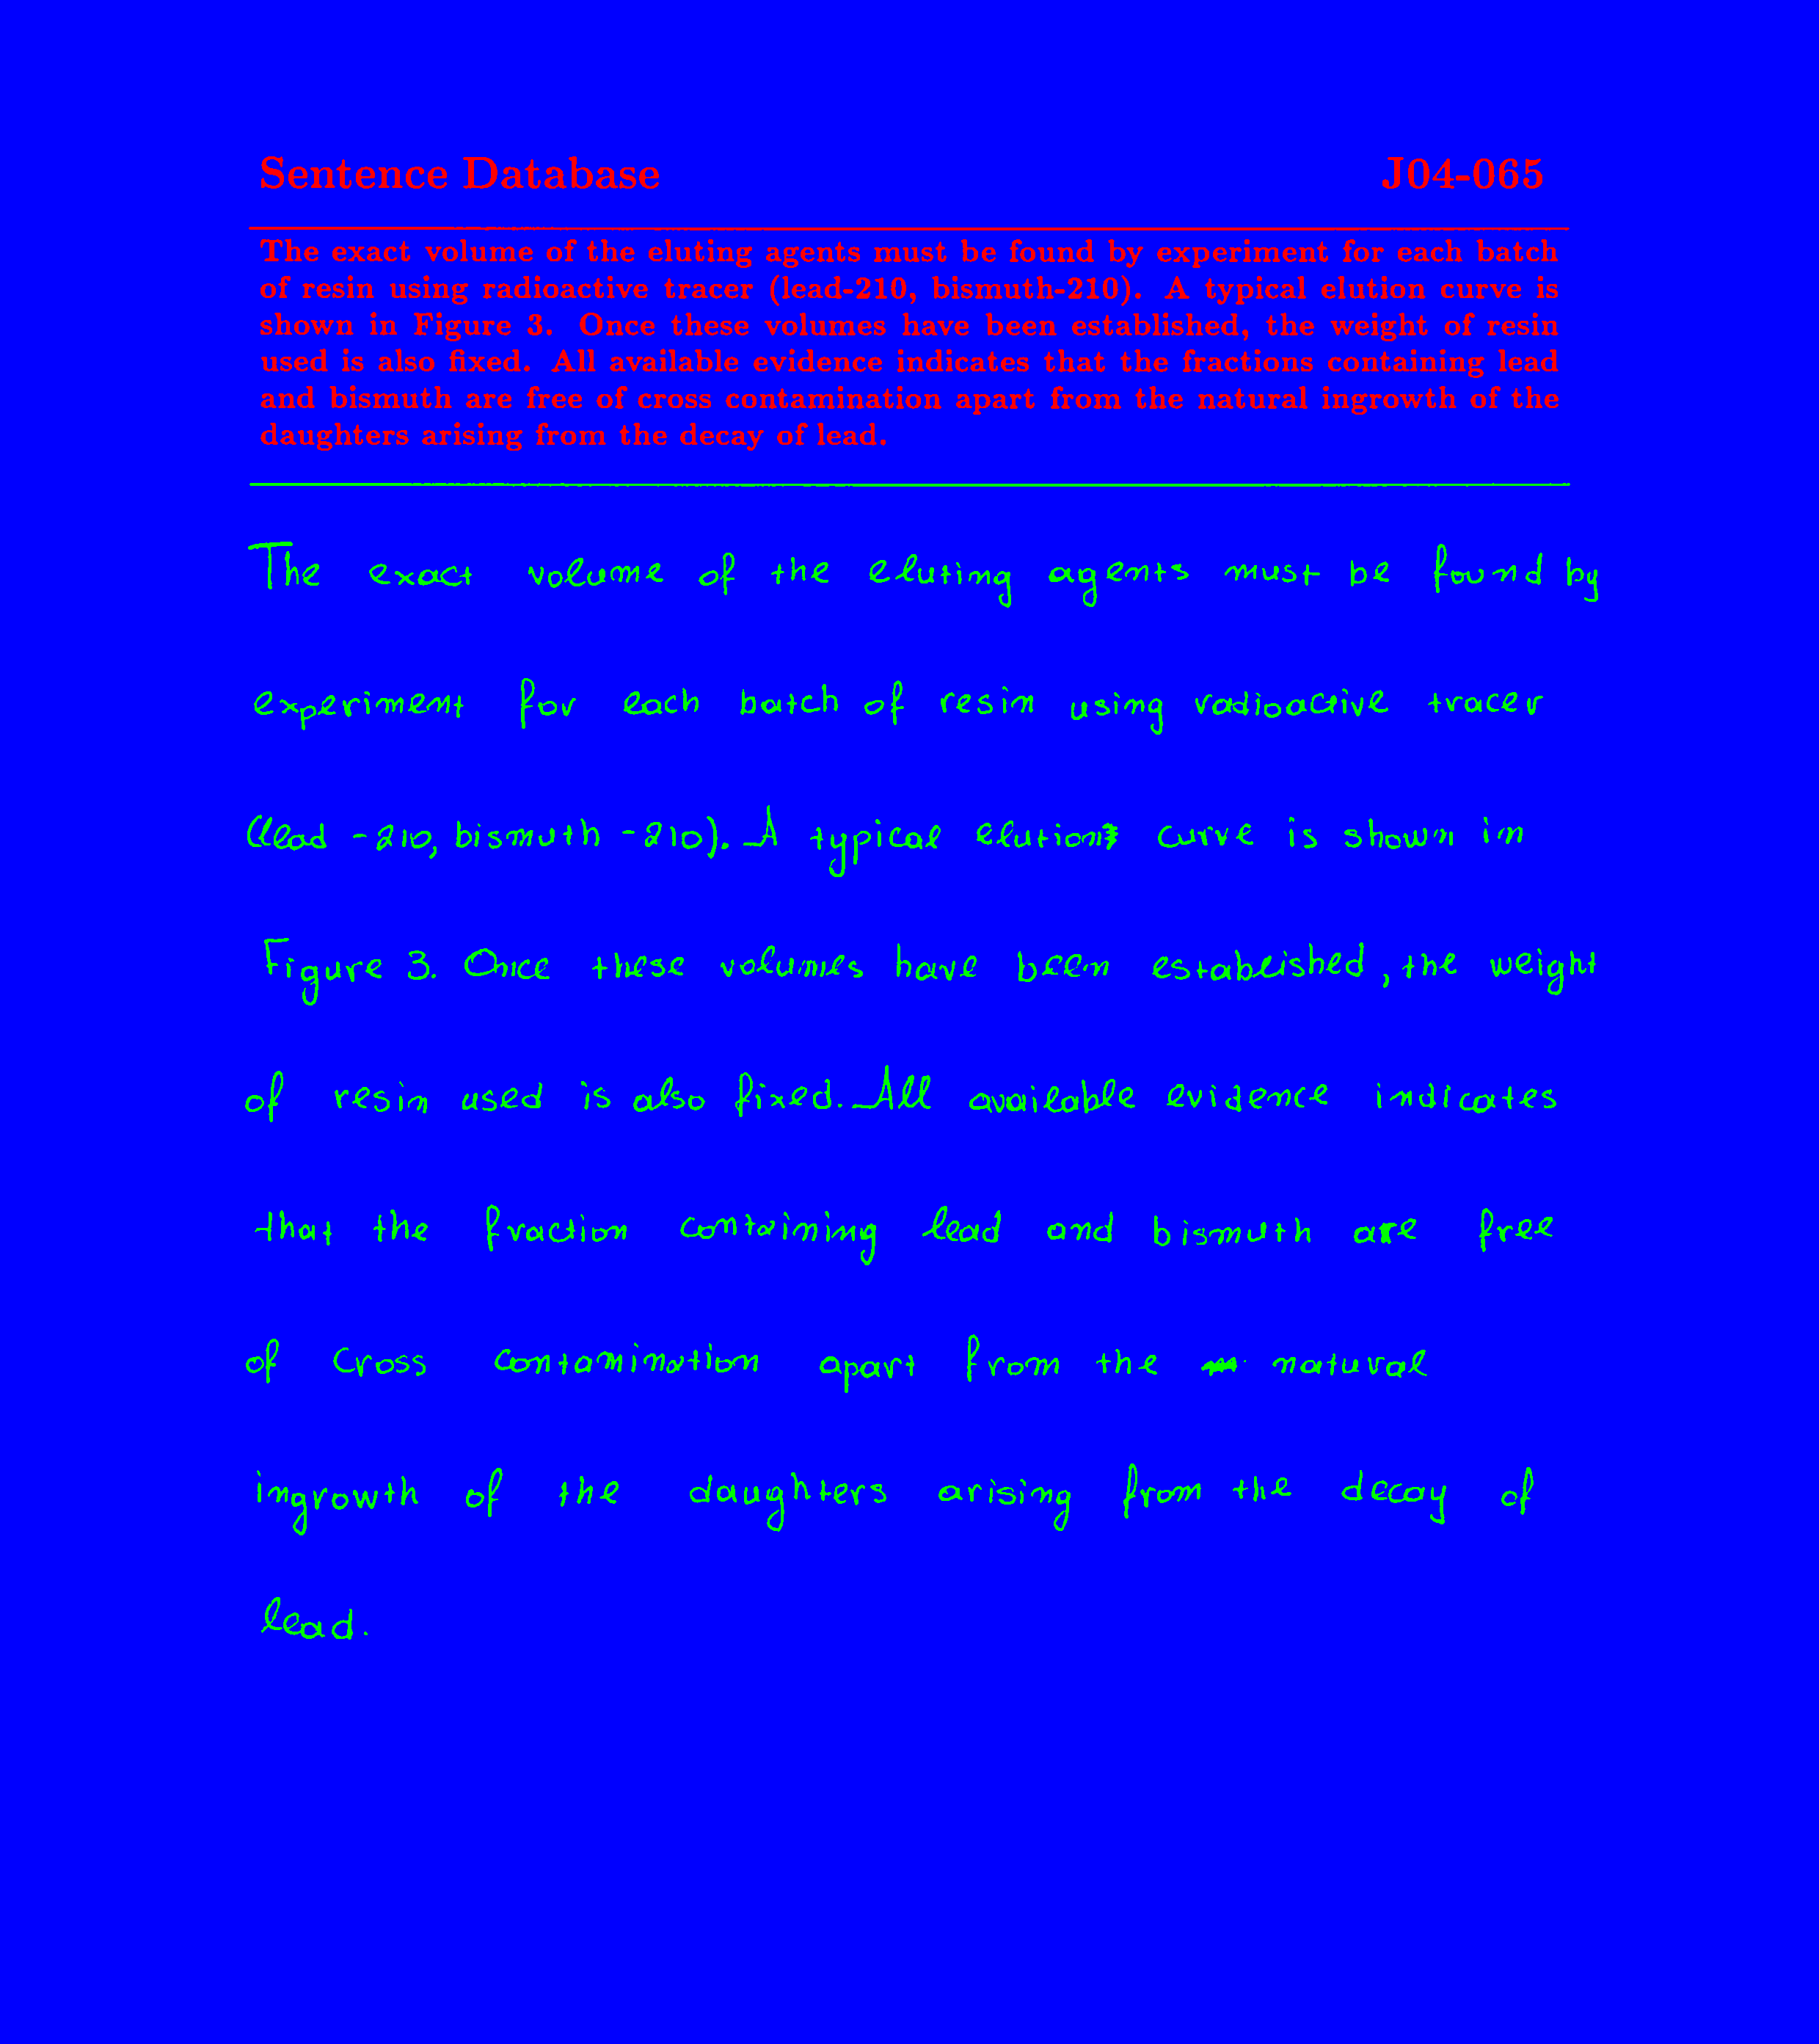 Sentence Database J04-065
The exact volume of the eluting agents must be found by experiment for each batch
of resin using radioactive tracer (lead-210, bismuth-210). A typical elution curve is
shown in Figure 3. Once these volumes have been established, the weight of resin
used is also fixed. All available evidence indicates that the fractions containing lead
and bismuth are free of cross contamination apart from the natural ingrowth of the
daughters arising from the decay of lead.
The exact volume of the eluting agents must be found by
experiment for each batch of resin using radioactive tracer
(lead -210, bismuth -210). A typical elution curve is shown in
Figure 3. Once these volumes have been established, the weight
of resin used is also fixed. All available evidence indicates
that the fraction containing lead and bismuth are free
of cross contamination apart from the natural
ingrowth of the daughters arising from the decay of
lead.